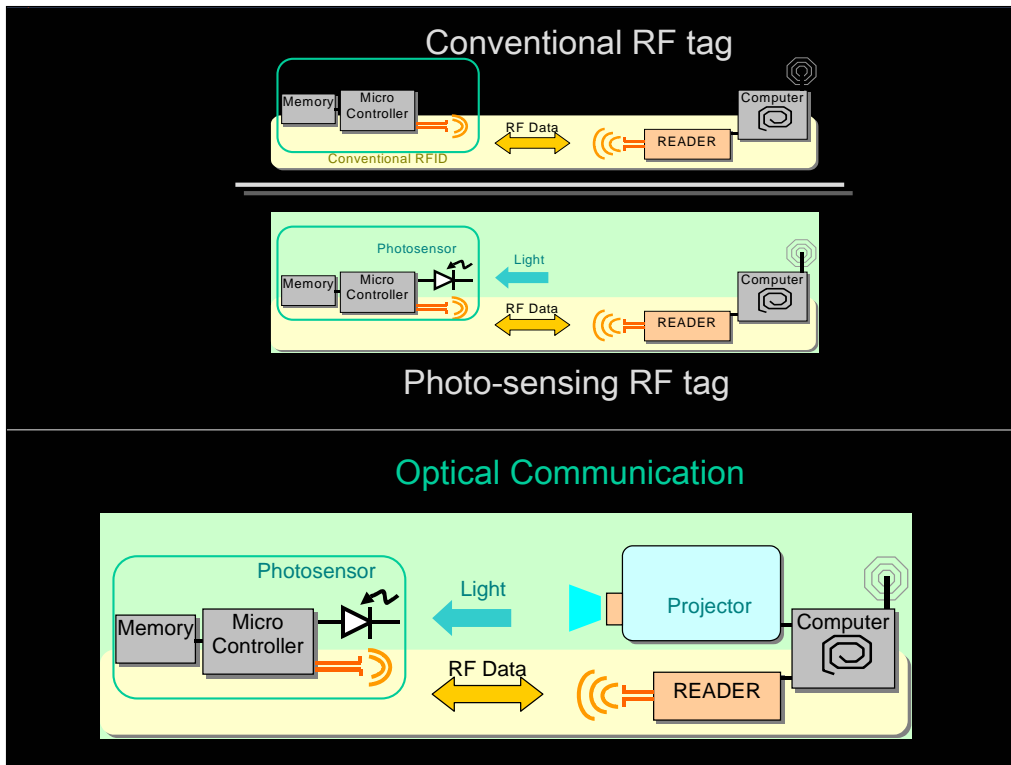 Conventional RF tag
Memory
Micro
Controller
Computer
RF Data
READER
Conventional RFID
Photosensor
Light
Memory
Micro
Controller
Computer
RF Data
READER
Photo-sensing RF tag
Optical Communication
Photosensor
Light
Projector
Memory
Micro
Controller
Computer
RF Data
READER